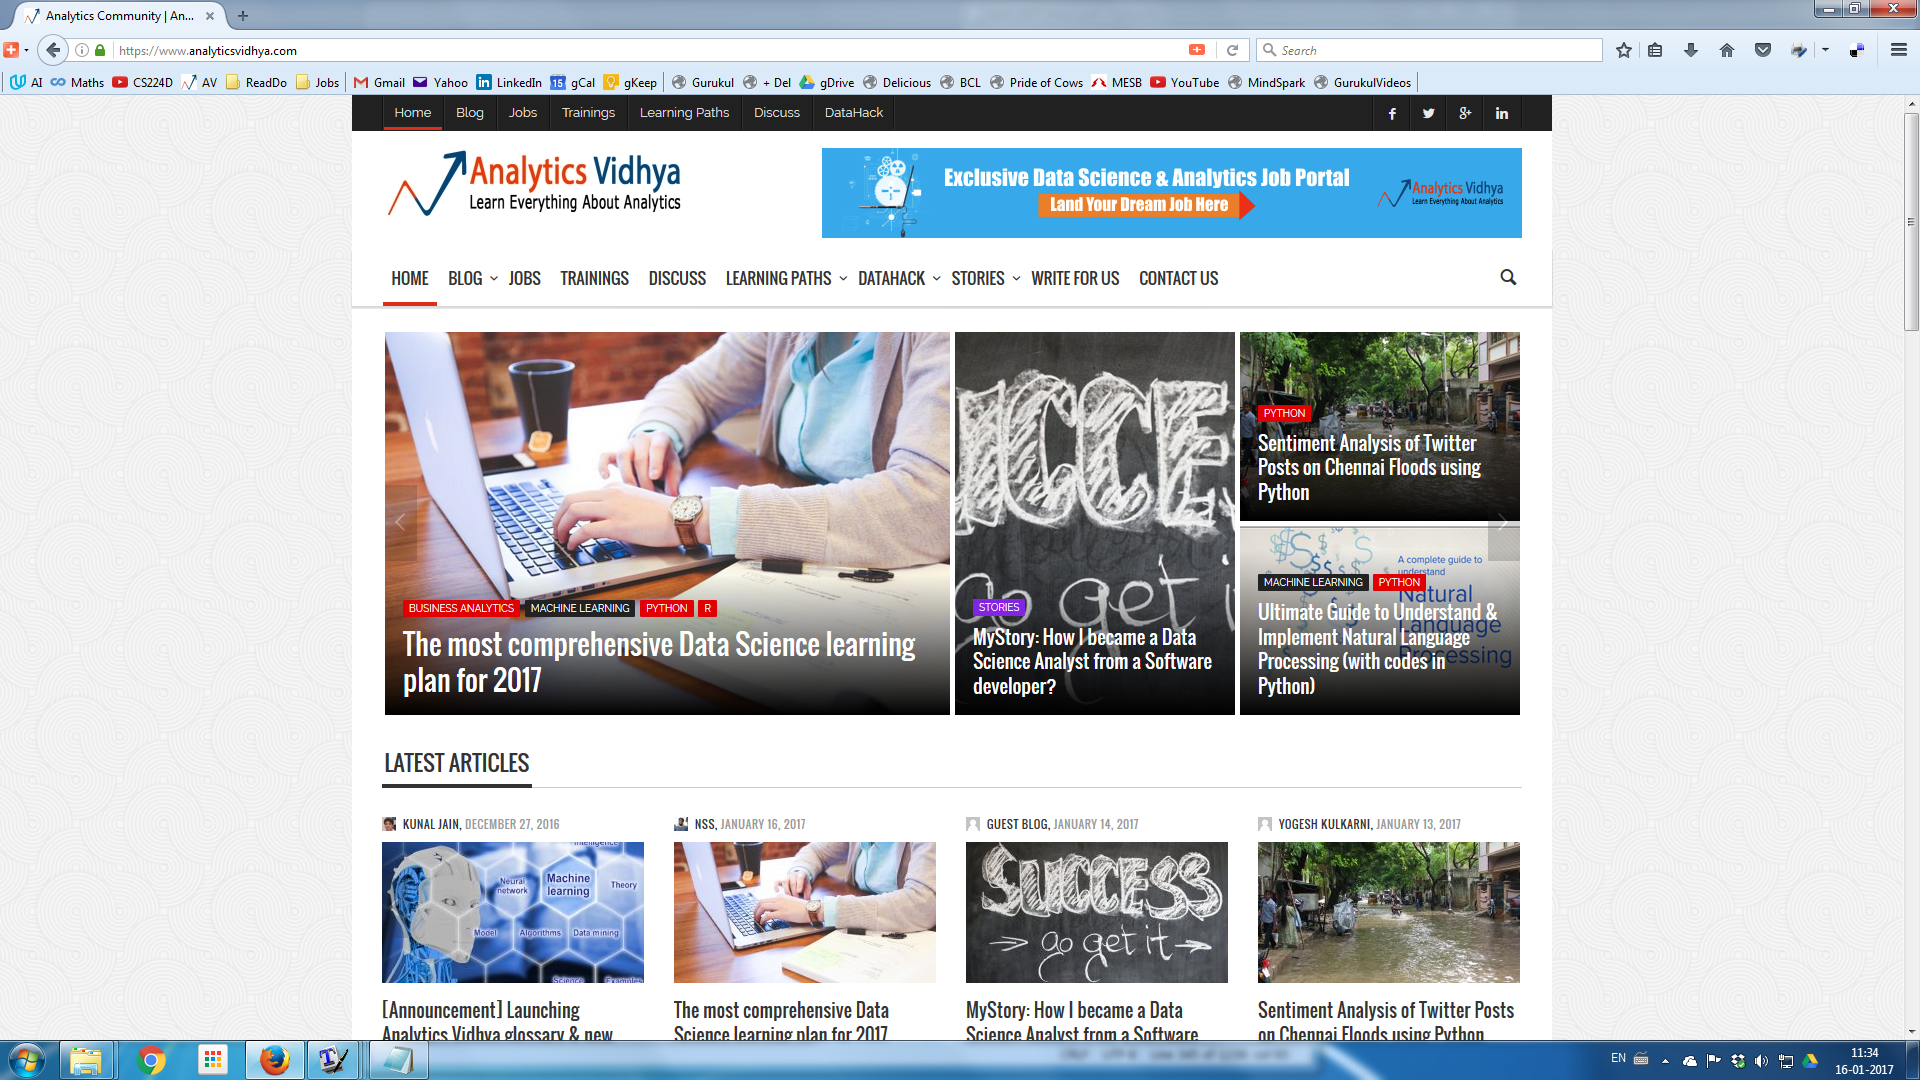 Analytics Community | An...
https://www.analyticsvidhya.com
Search
AI
Maths
CS224D
AV
ReadDo
Jobs
Gmail
Yahoo
LinkedIn
15
gCal
gKeep
Gurukul
+ Del
gDrive
Delicious
BCL
Pride of Cows
MESB
YouTube
MindSpark
GurukulVideos
Home
Blog
Jobs
Trainings
Learning Paths
Discuss
DataHack
Analytics Vidhya
Learn Everything About Analytics
Exclusive Data Science & Analytics Job Portal
Land Your Dream Job Here
Analytics Vidhya
Learn Everything About Analytics
HOME
BLOG
JOBS
TRAININGS
DISCUSS
LEARNING PATHS
DATAHACK
STORIES
WRITE FOR US
CONTACT US
BUSINESS ANALYTICS
MACHINE LEARNING
PYTHON
R
The most comprehensive Data Science learning
plan for 2017
go get i
STORIES
MyStory: How I became a Data
Science Analyst from a Software
developer?
PYTHON
Sentiment Analysis of Twitter
Posts on Chennai Floods using
Python
A complete guide to
understand
Natural
Language
Processing
MACHINE LEARNING
PYTHON
Ultimate Guide to Understand &
Implement Natural Language
Processing (with codes in
Python)
LATEST ARTICLES
KUNAL JAIN, DECEMBER 27, 2016
Intelligence
Neural
network
Machine
learning
Theory
Model
Algorithms
Data mining
Science
Examples
[Announcement] Launching
Analytics Vidhya glossary & new
NSS, JANUARY 16, 2017
The most comprehensive Data
Science learning plan for 2017
GUEST BLOG, JANUARY 14, 2017
SUCCESS
go get it
MyStory: How I became a Data
Science Analyst from a Software
YOGESH KULKARNI, JANUARY 13, 2017
Sentiment Analysis of Twitter Posts
on Chennai Floods using Python
EN
11:34
16-01-2017